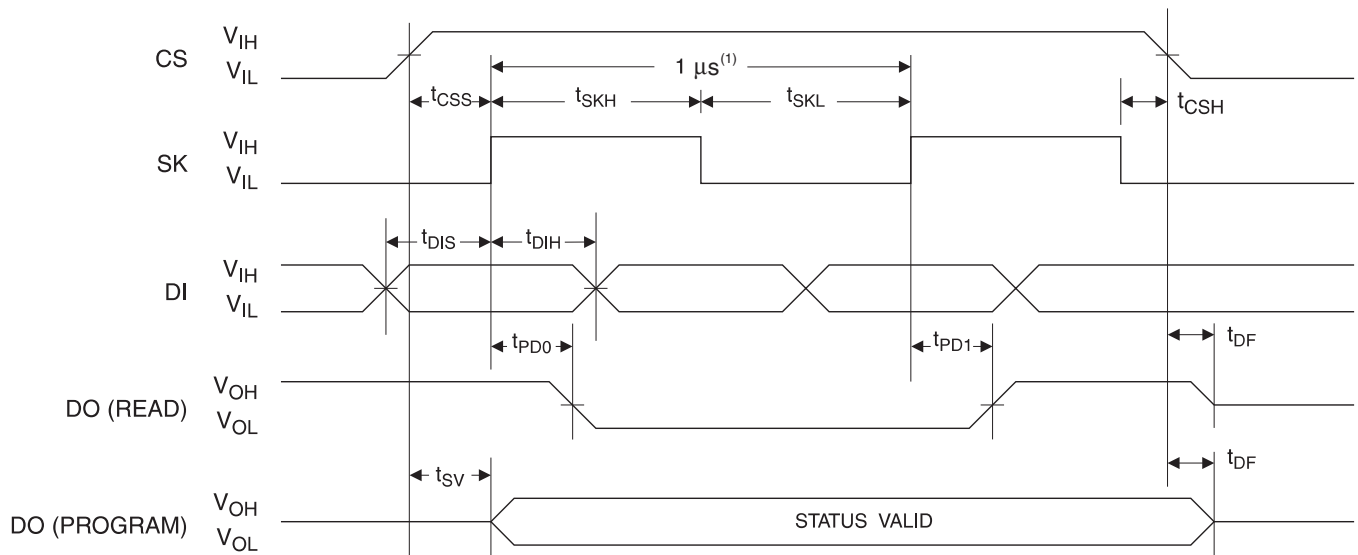 CS
VIH
VIL
1 μs(1)
tCSS
tSKH
tSKL
tCSH
SK
VIH
VIL
tDIS
tDIH
DI
VIH
VIL
tPD0
tPD1
tDF
DO (READ)
VOH
VOL
tSV
tDF
DO (PROGRAM)
VOH
VOL
STATUS VALID